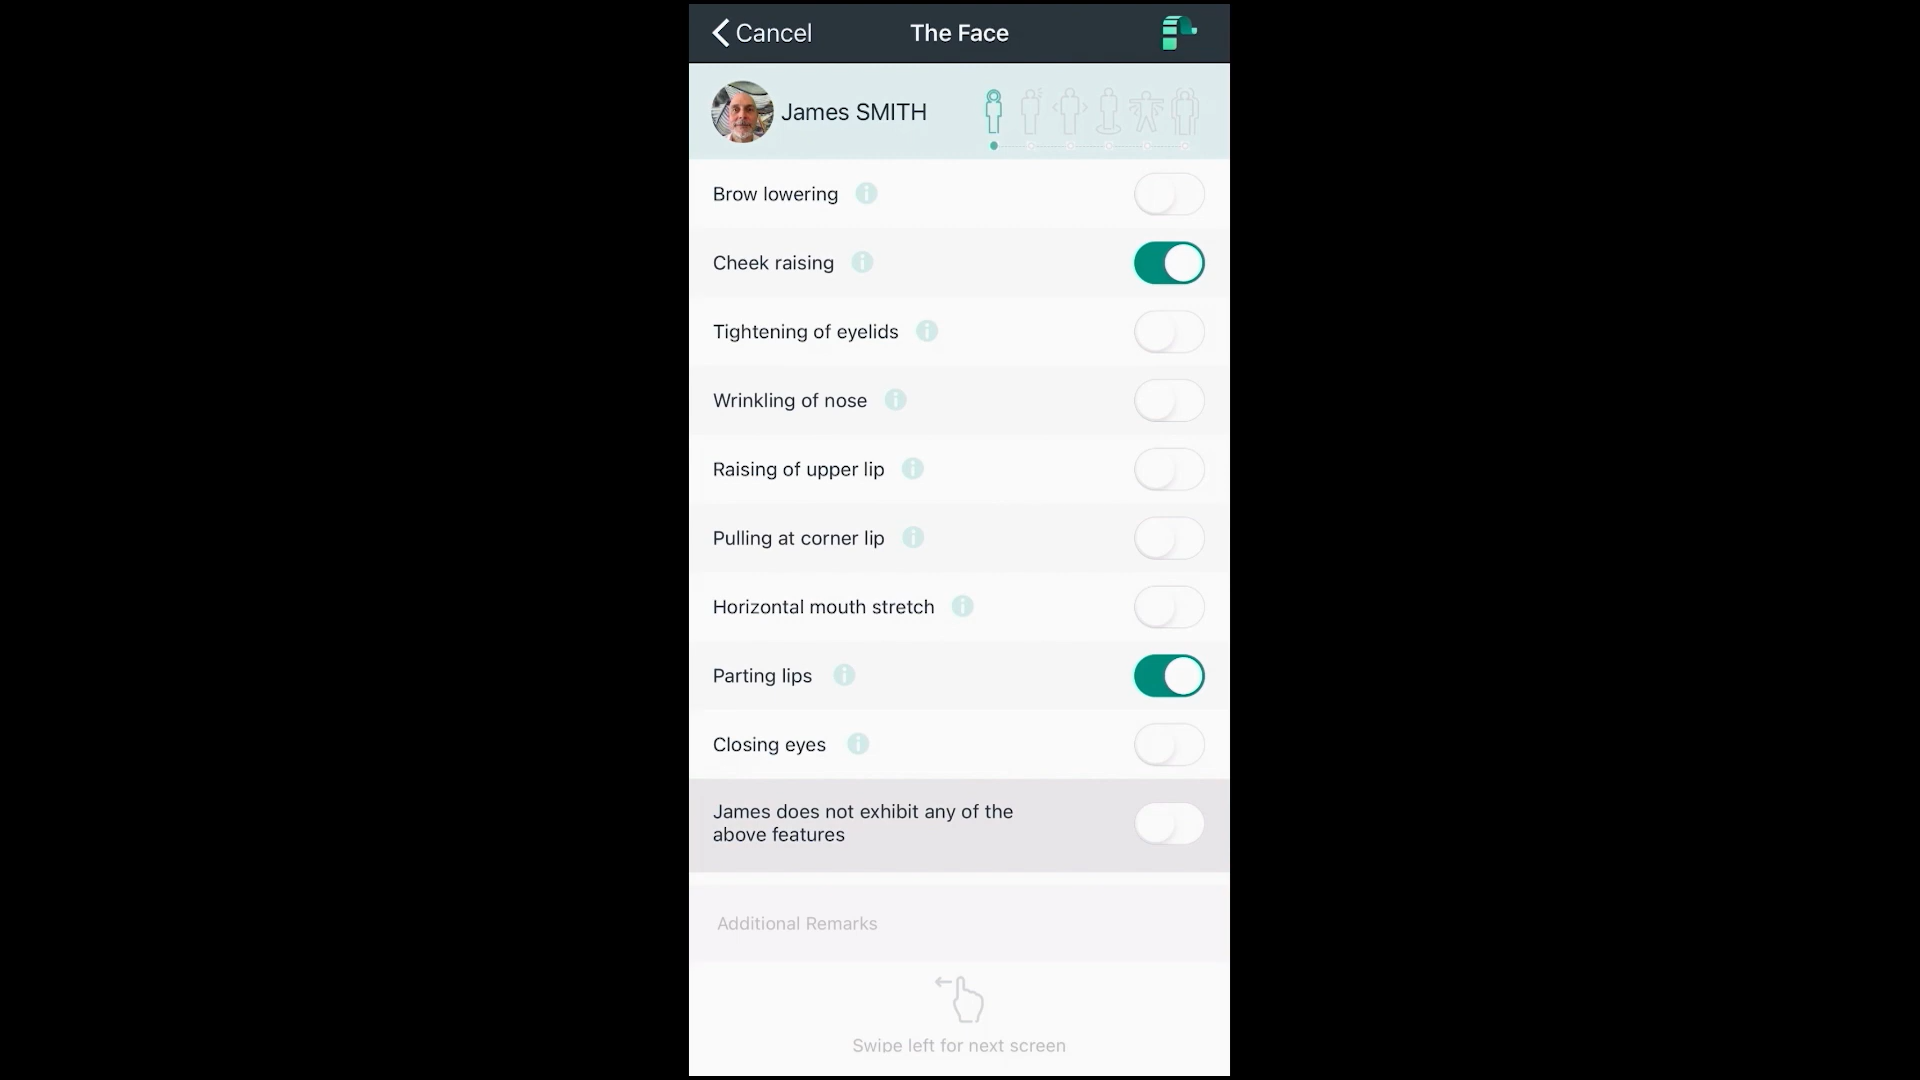 Cancel
The Face
James SMITH
Brow lowering
Cheek raising
Tightening of eyelids
Wrinkling of nose
Raising of upper lip
Pulling at corner lip
Horizontal mouth stretch
Parting lips
Closing eyes
James does not exhibit any of the
above features
Additional Remarks
Swipe left for next screen